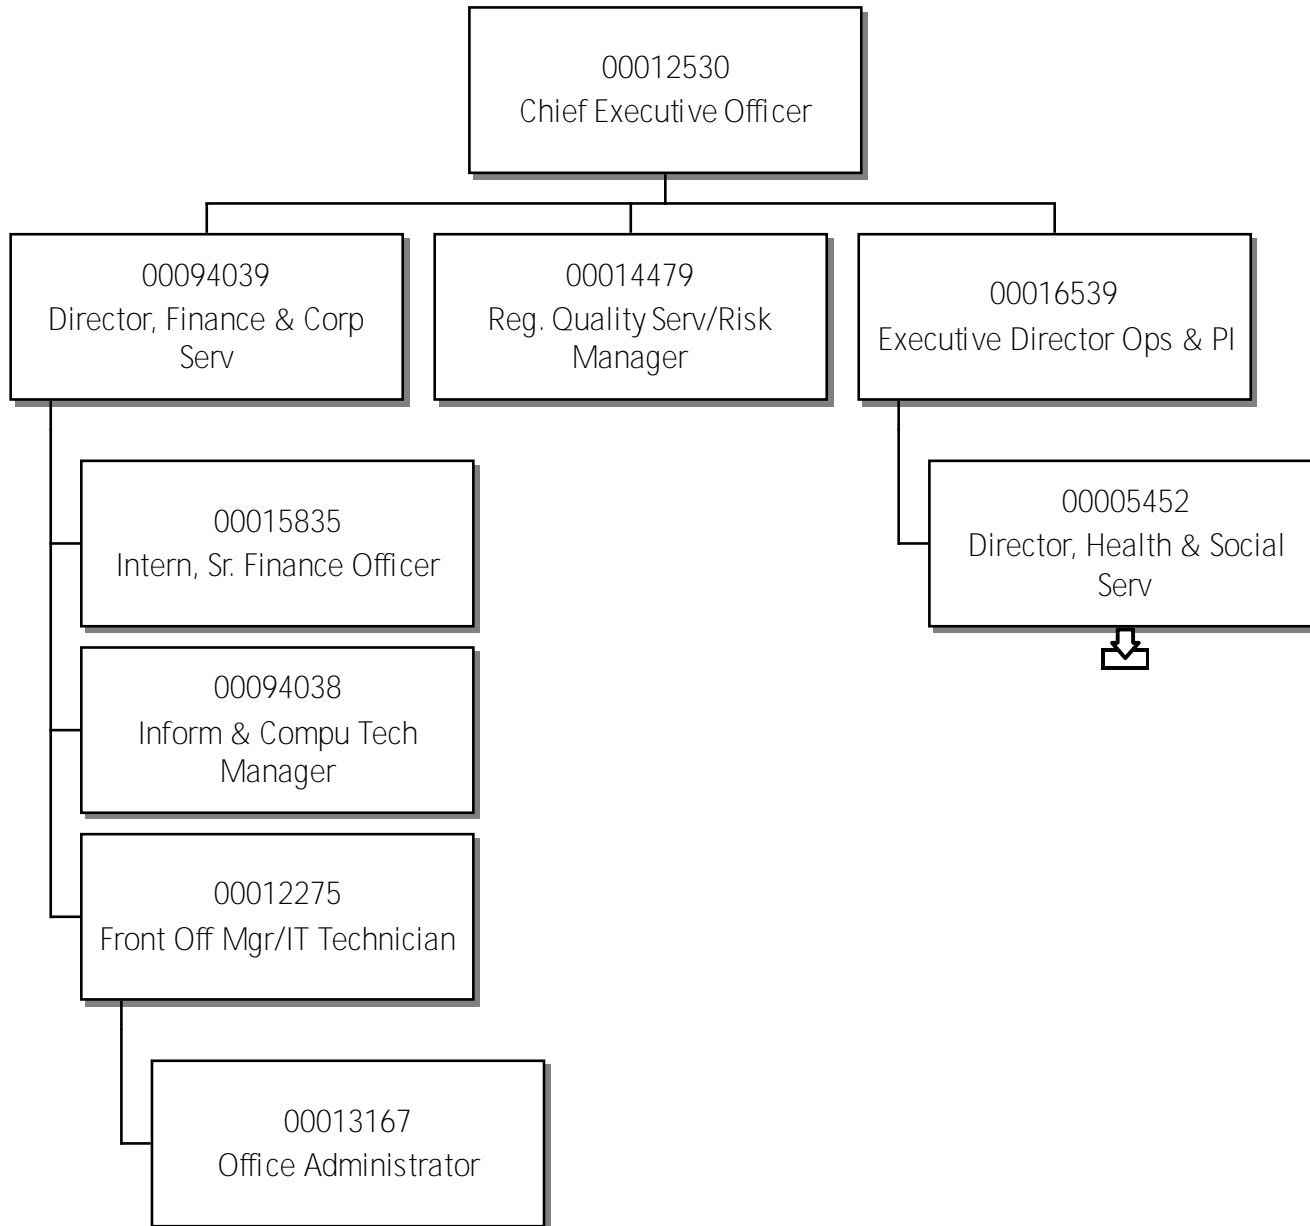 00012530
Chief Executive Officer
00094039
Director, Finance & Corp
Serv
00014479
Reg. Quality Serv/Risk
Manager
00016539
Executive Director Ops & Pl
00015835
Intern, Sr. Finance Officer
00005452
Director, Health & Social
Serv
00094038
Inform & Compu Tech
Manager
00012275
Front Off Mgr/IT Technician
00013167
Office Administrator